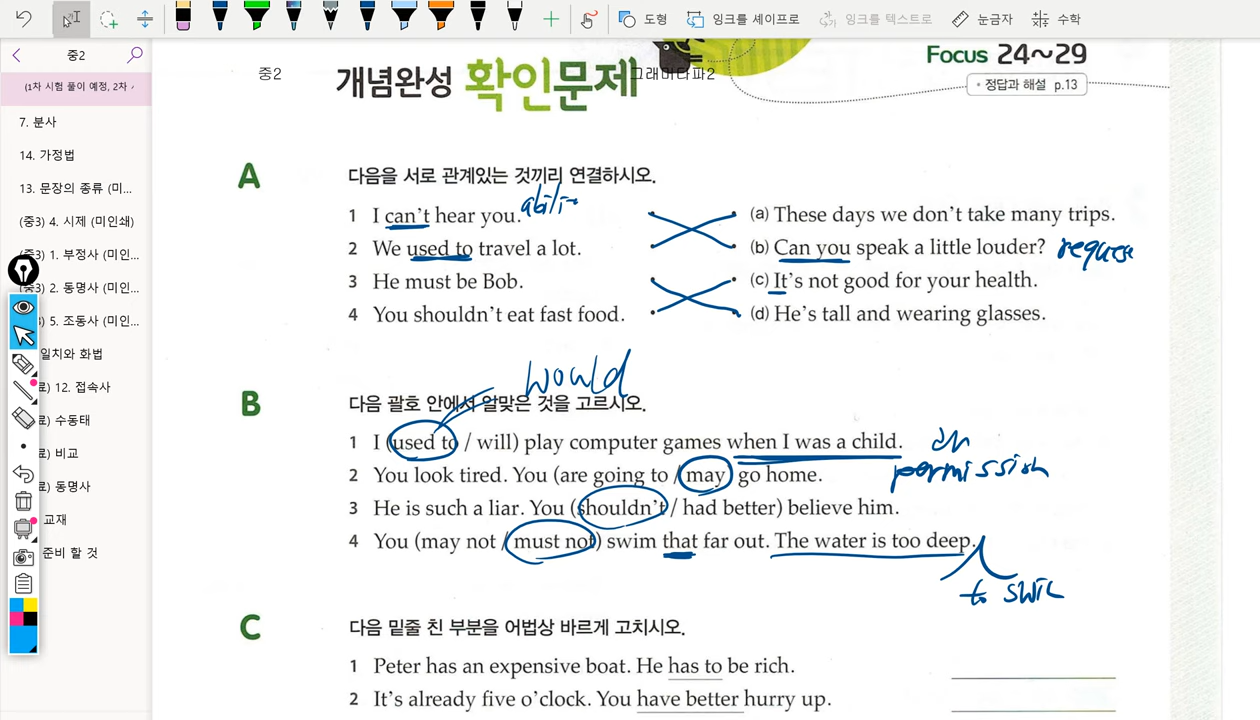 도형
잉크를 셰이프로
잉크를 텍스트로
눈금자
수학
중2
(1차 시험 풀이 예정, 2차
7. 분사
14. 가정법
13. 문장의 종류 (미...
(중3) 4. 시제 (미인쇄)
3) 1. 부정사 (미인...
3) 2. 동명사 (미인...
3) 5. 조동사 (미인...
일치와 화법
료) 12. 접속사
료) 수동태
료) 비교
료) 동명사
교재
준비 할 것
중2
그래머타파2
개념완성 확인문제
Focus 24~29
• 정답과 해설 p.13
A 다음을 서로 관계있는 것끼리 연결하시오.
1 I can't hear you.
2 We used to travel a lot.
3 He must be Bob.
4 You shouldn't eat fast food.
(a) These days we don't take many trips.
(b) Can you speak a little louder?
(c) It's not good for your health.
(d) He's tall and wearing glasses.
would
B 다음 괄호 안에서 알맞은 것을 고르시오.
1 I (used to / will) play computer games when I was a child.
2 You look tired. You (are going to / may) go home.
permission
3 He is such a liar. You (shouldn't / had better) believe him.
4 You (may not / must not) swim that far out. The water is too deep.
C 다음 밑줄 친 부분을 어법상 바르게 고치시오.
1 Peter has an expensive boat. He has to be rich.
2 It's already five o'clock. You have better hurry up.